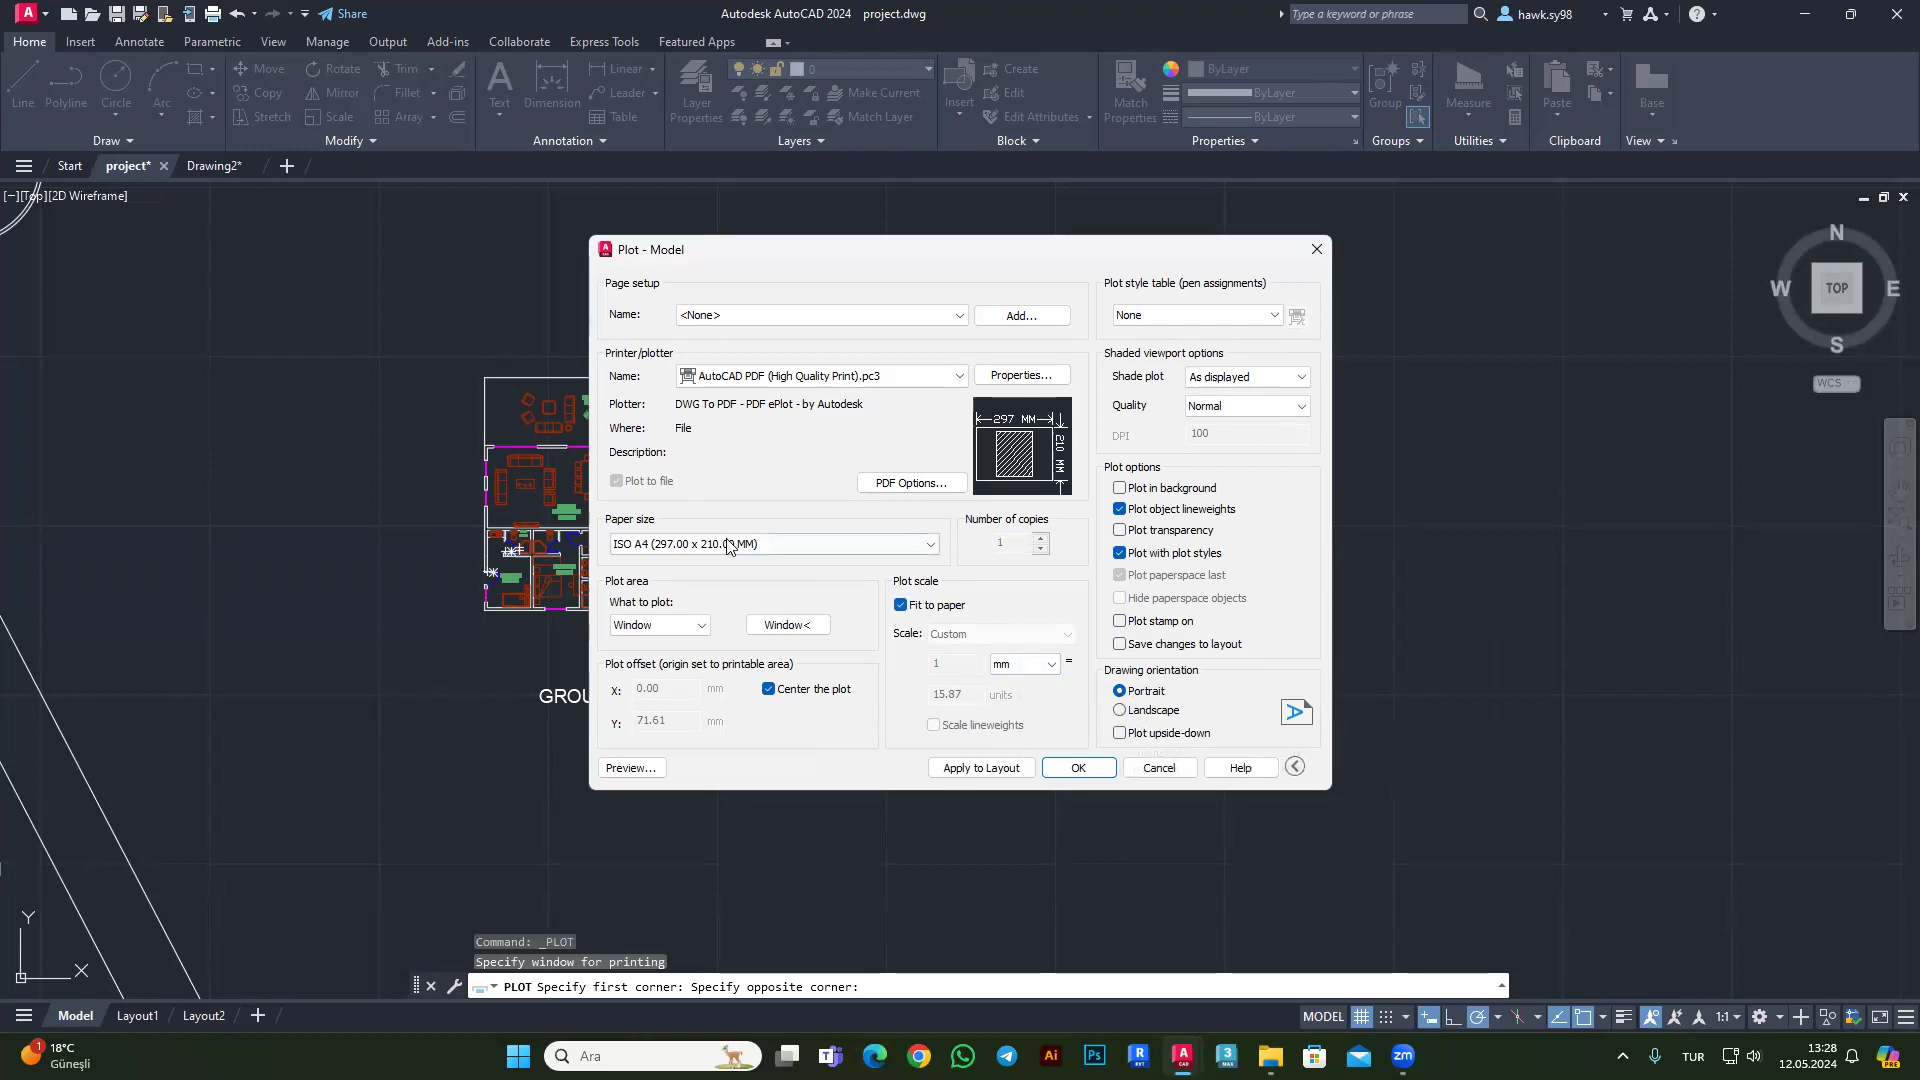 Share
Autodesk AutoCAD 2024 project.dwg
Type a keyword or phrase
hawk.sy98
Home Insert Annotate Parametric View Manage Output Add-ins Collaborate Express Tools Featured Apps
Line Polyline Circle Arc
Move Rotate Trim
Copy Mirror Fillet
Stretch Scale Array
Text Dimension
Linear
Leader
Table
Layer Properties
0
Make Current
Match Layer
Insert
Create
Edit
Edit Attributes
Match Properties
ByLayer
ByLayer
ByLayer
Group
Measure
Paste
Base
Draw Modify Annotation Layers Block Properties Groups Utilities Clipboard View
Start project* Drawing2*
[−][Top][2D Wireframe]
N
W TOP E
S
WCS
GROU
Plot - Model
Page setup
Name: <None> Add...
Printer/plotter
Name: AutoCAD PDF (High Quality Print).pc3 Properties...
Plotter: DWG To PDF - PDF ePlot - by Autodesk
Where: File
Description:
Plot to file PDF Options...
297 MM
210 MM
Paper size
ISO A4 (297.00 x 210.00 MM)
Number of copies
1
Plot area
What to plot:
Window Window<
Plot offset (origin set to printable area)
X: 0.00 mm Center the plot
Y: 71.61 mm
Plot scale
Fit to paper
Scale: Custom
1 mm =
15.87 units
Scale lineweights
Plot style table (pen assignments)
None
Shaded viewport options
Shade plot As displayed
Quality Normal
DPI 100
Plot options
Plot in background
Plot object lineweights
Plot transparency
Plot with plot styles
Plot paperspace last
Hide paperspace objects
Plot stamp on
Save changes to layout
Drawing orientation
Portrait
Landscape
Plot upside-down
A
Preview... Apply to Layout OK Cancel Help
Y
X
Command: _PLOT
Specify window for printing
PLOT Specify first corner: Specify opposite corner:
Model Layout1 Layout2
MODEL 1:1
1
18°C
Güneşli
Ara
TUR
13:28
12.05.2024